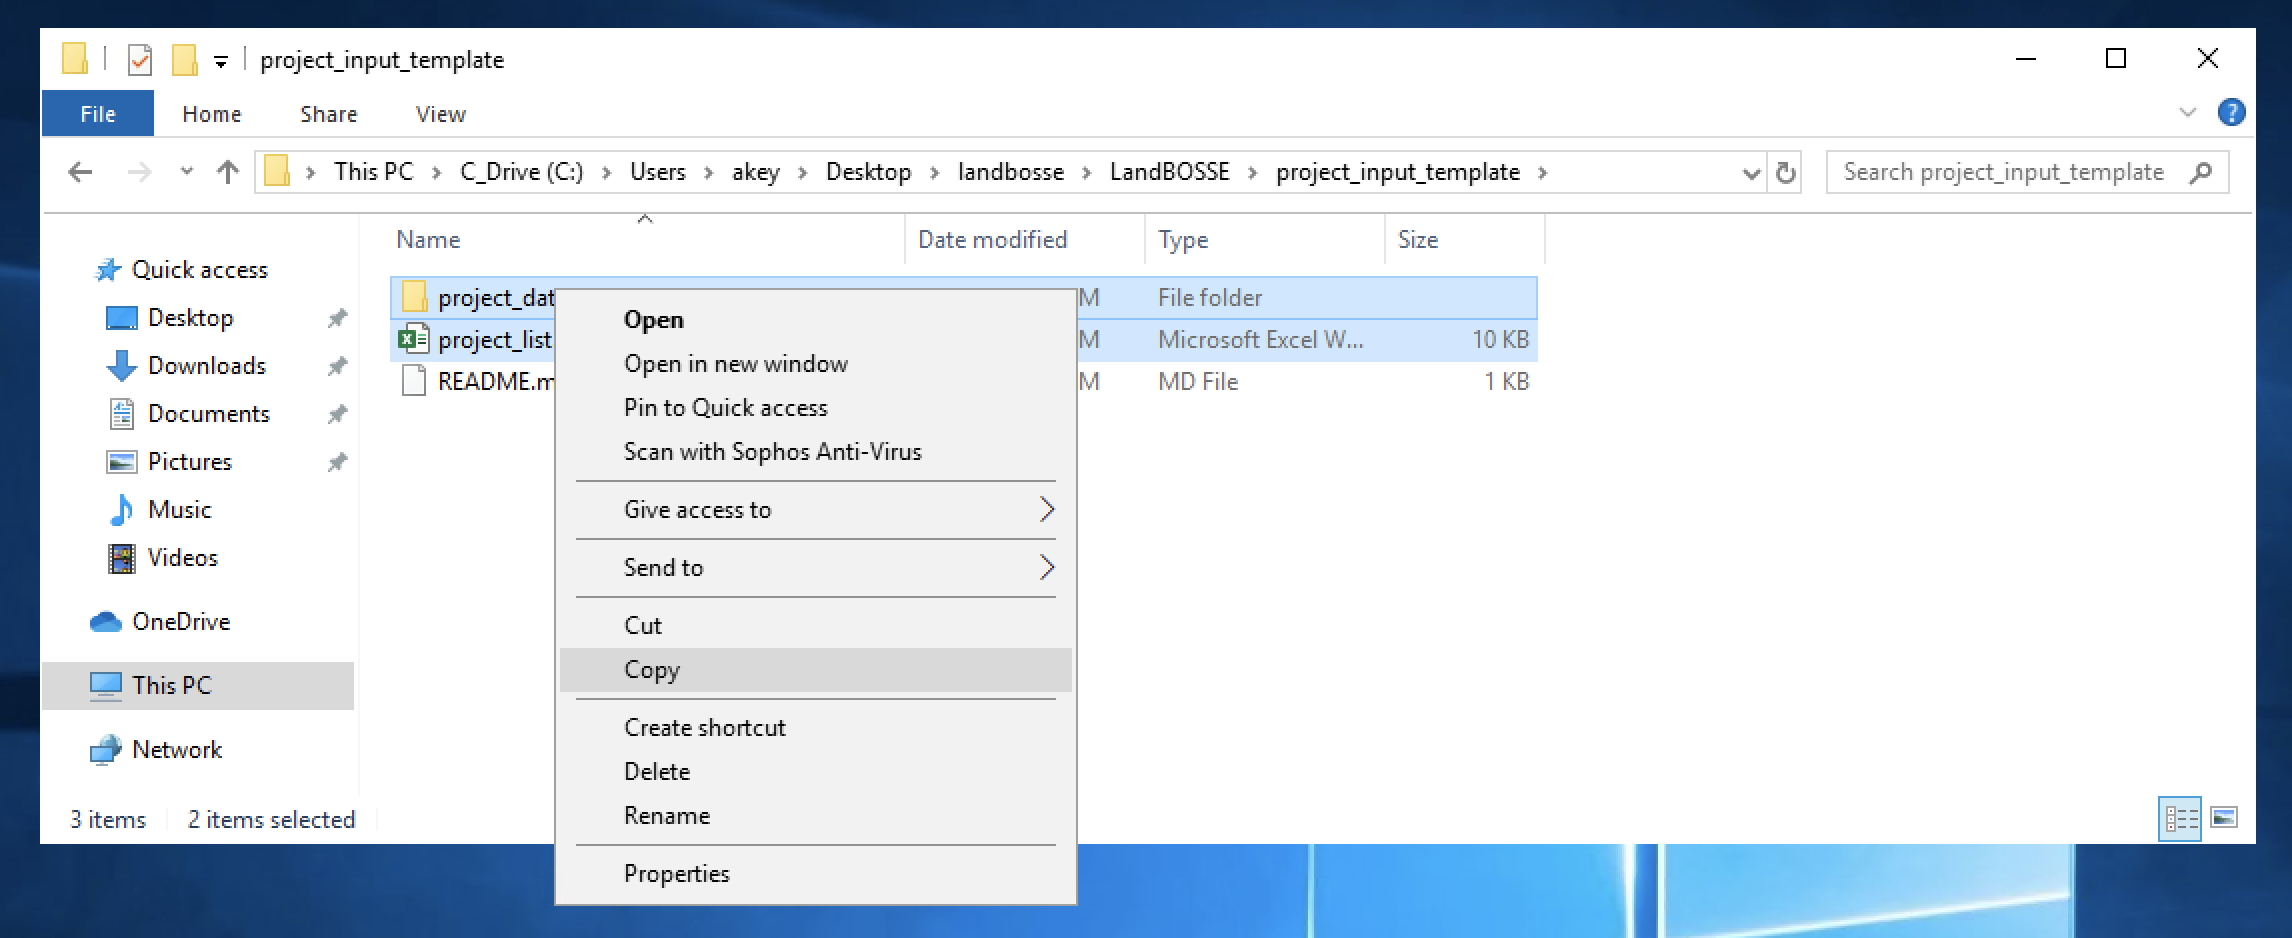 project_input_template
File Home Share View
This PC C_Drive (C:) Users akey Desktop landbosse LandBOSSE project_input_template Search project_input_template
Name Date modified Type Size
Quick access
Desktop
Downloads
Documents
Pictures
Music
Videos
OneDrive
This PC
Network
project_dat M File folder
project_list M Microsoft Excel W... 10 KB
README.m M MD File 1 KB
Open
Open in new window
Pin to Quick access
Scan with Sophos Anti-Virus
Give access to
Send to
Cut
Copy
Create shortcut
Delete
Rename
Properties
3 items 2 items selected